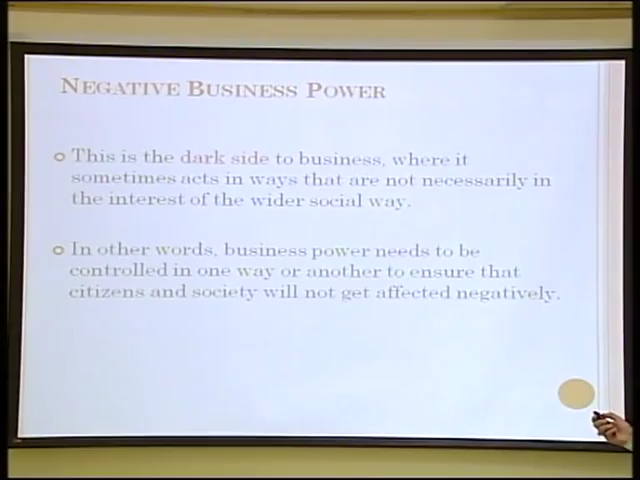 NEGATIVE BUSINESS POWER
This is the dark side to business, where it
sometimes acts in ways that are not necessarily in
the interest of the wider social way.
In other words, business power needs to be
controlled in one way or another to ensure that
citizens and society will not get affected negatively.